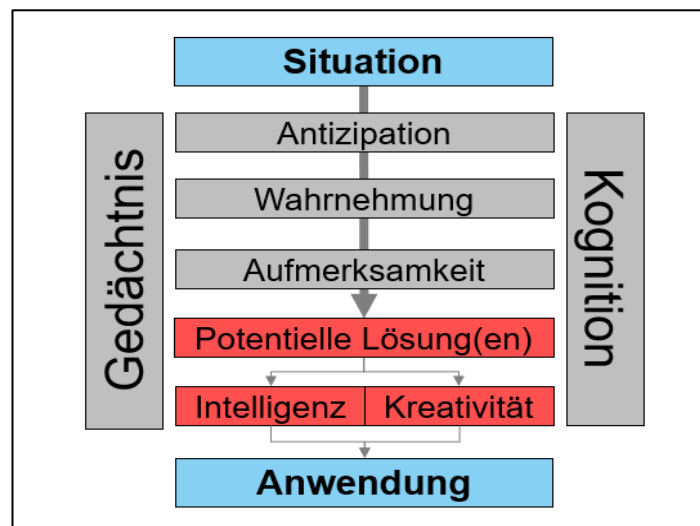 Situation
Gedächtnis
Antizipation
Wahrnehmung
Aufmerksamkeit
Potentielle Lösung(en)
Intelligenz
Kreativität
Kognition
Anwendung